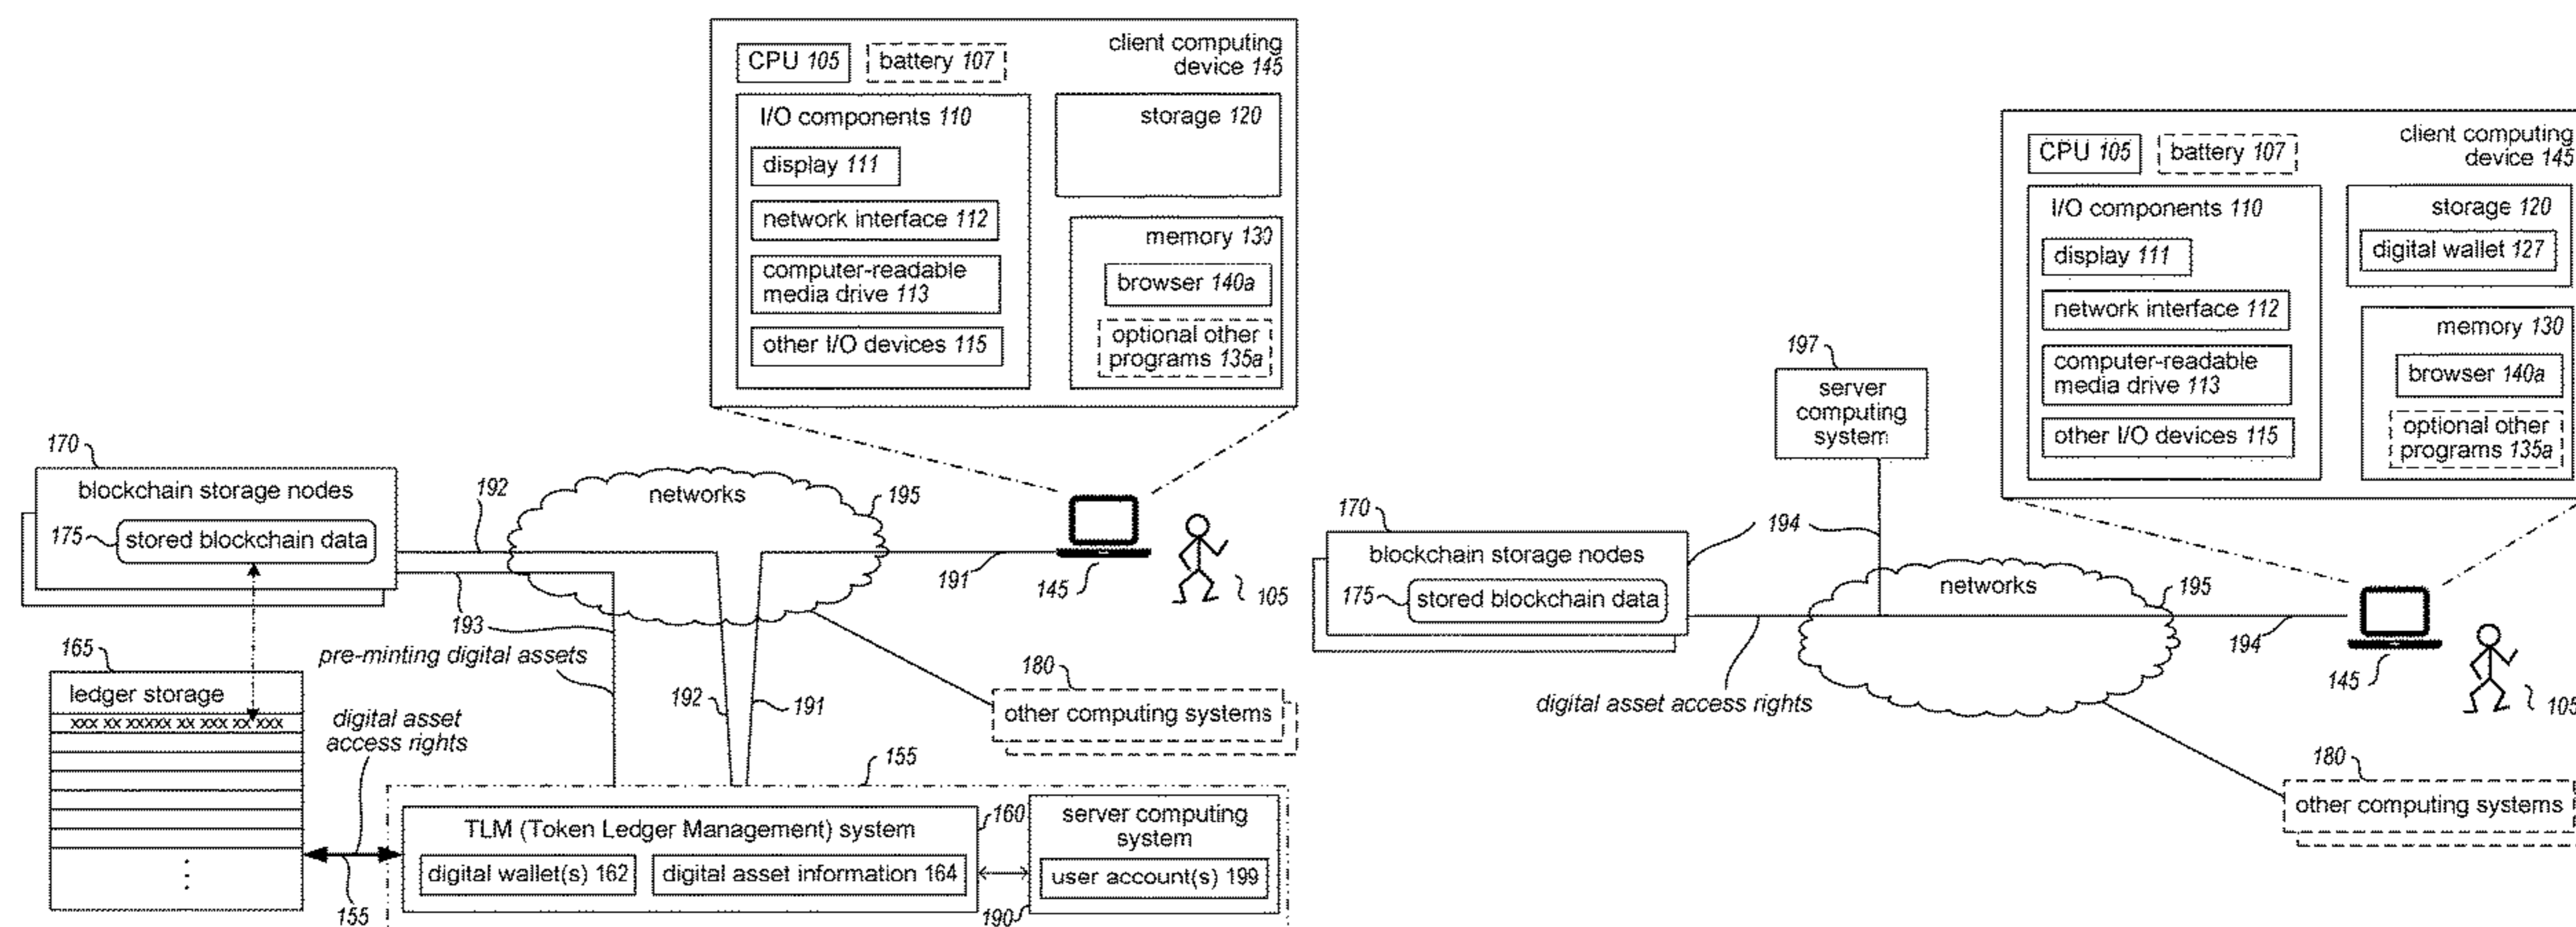 client computing
device 145
CPU 105
battery 107
I/O components 110
display 111
network interface 112
computer-readable
media drive 113
other I/O devices 115
storage 120
memory 130
browser 140a
optional other
programs 135a
170
blockchain storage nodes
175
stored blockchain data
192
networks
195
191
145
105
193
pre-minting digital assets
165
ledger storage
xxx xx xxxxx xx xxx xx xxx
digital asset
access rights
192
191
180
other computing systems
155
TLM (Token Ledger Management) system
160
digital wallet(s) 162
digital asset information 164
server computing
system
user account(s) 199
190
155
client computing
device 145
CPU 105
battery 107
I/O components 110
display 111
network interface 112
computer-readable
media drive 113
other I/O devices 115
storage 120
digital wallet 127
memory 130
browser 140a
optional other
programs 135a
197
server
computing
system
170
194
blockchain storage nodes
175
stored blockchain data
networks
195
194
145
105
digital asset access rights
180
other computing systems